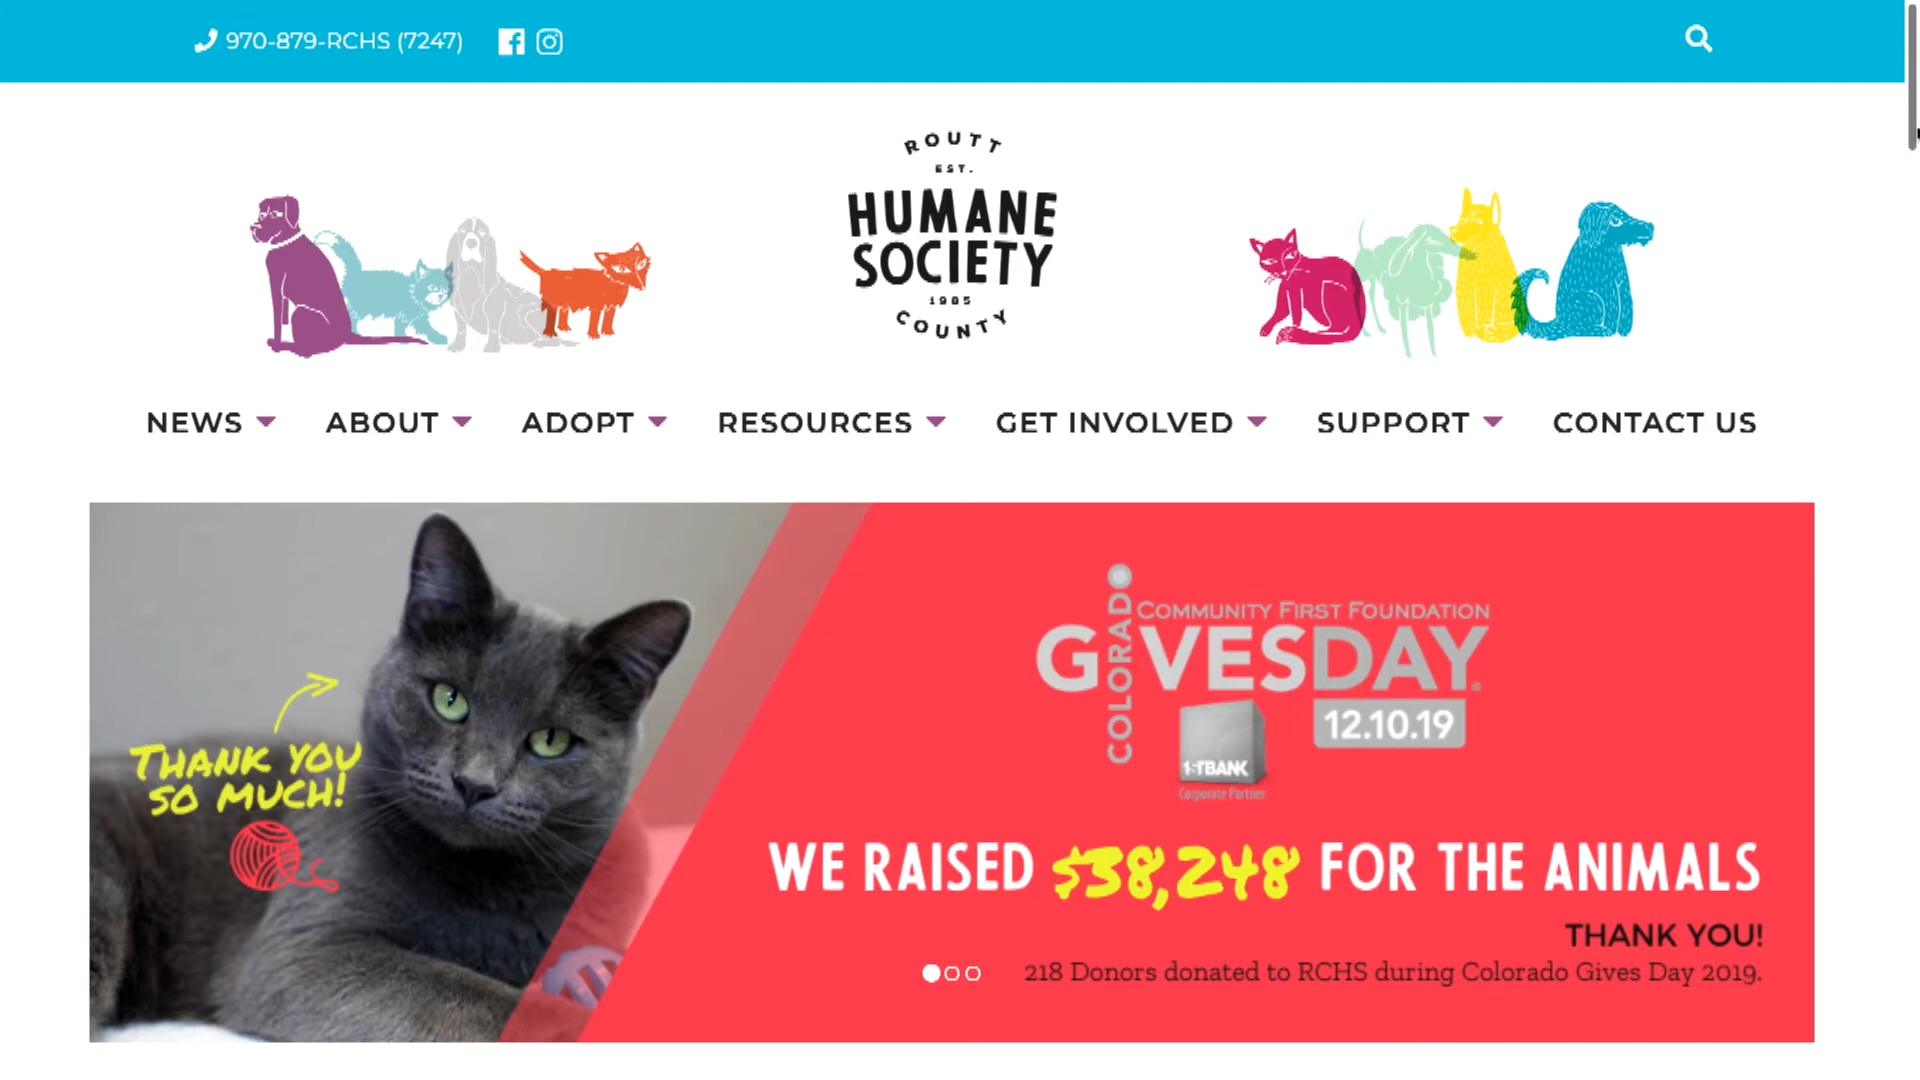 970-879-RCHS (7247)
ROUTT
EST.
HUMANE
SOCIETY
1985
COUNTY
NEWS
ABOUT
ADOPT
RESOURCES
GET INVOLVED
SUPPORT
CONTACT US
THANK YOU
SO MUCH!
COMMUNITY FIRST FOUNDATION
COLORADO
GIVESDAY®
12.10.19
1STBANK
Corporate Partner
WE RAISED $38,248 FOR THE ANIMALS
THANK YOU!
218 Donors donated to RCHS during Colorado Gives Day 2019.